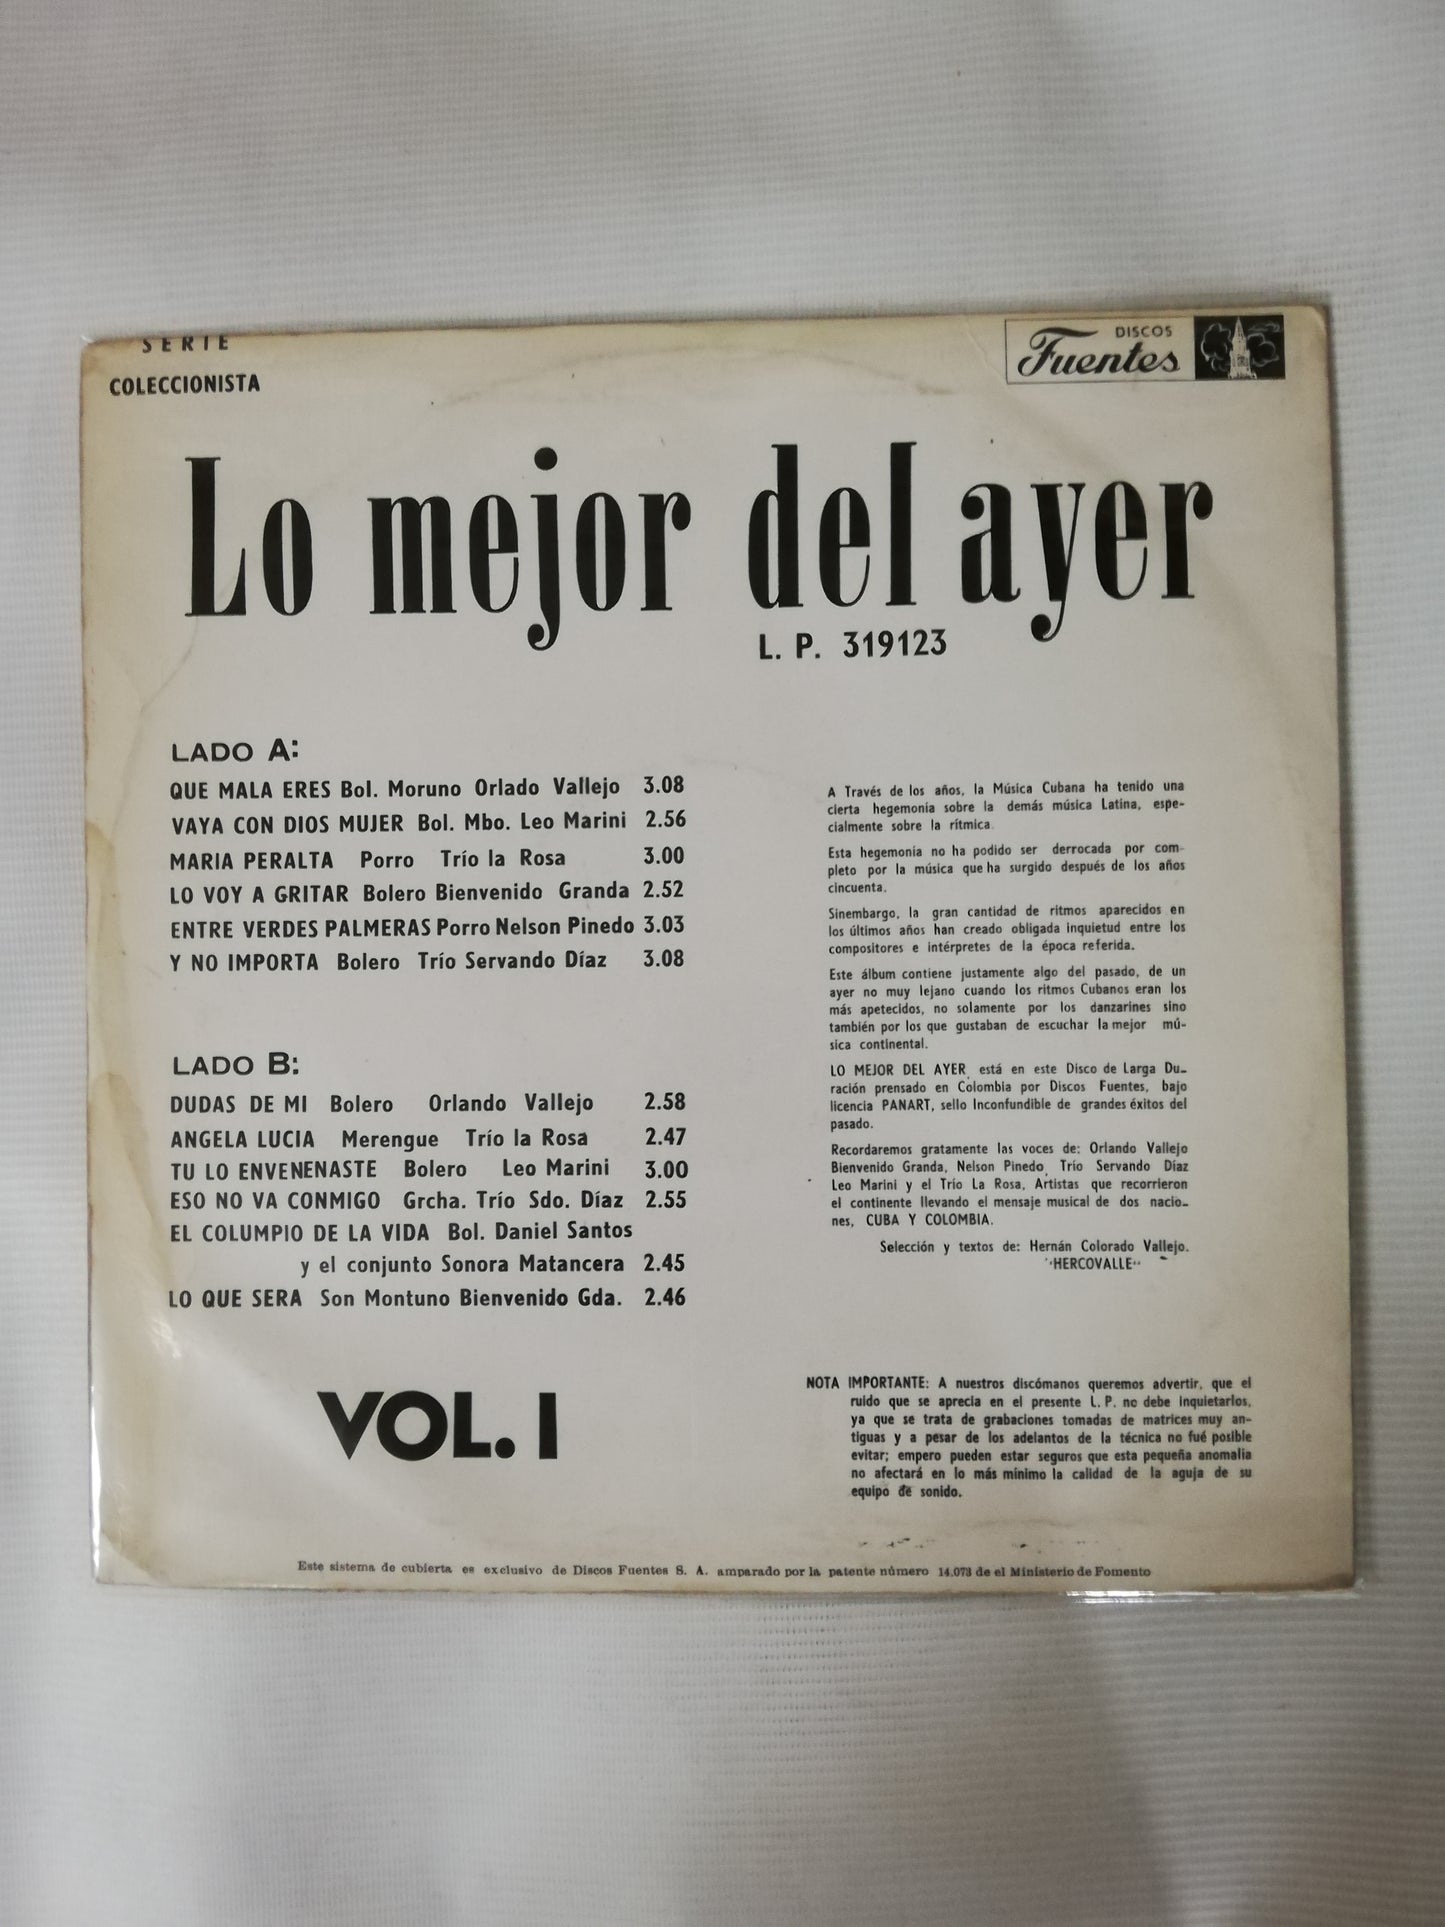 SERIE
COLECCIONISTA
DISCOS
Fuentes
Lo mejor del ayer
L. P. 319123
LADO A:
QUE MALA ERES Bol. Moruno Orlado Vallejo 3.08
VAYA CON DIOS MUJER Bol. Mbo. Leo Marini 2.56
MARIA PERALTA Porro Trío la Rosa 3.00
LO VOY A GRITAR Bolero Bienvenido Granda 2.52
ENTRE VERDES PALMERAS Porro Nelson Pinedo 3.03
Y NO IMPORTA Bolero Trío Servando Díaz 3.08
LADO B:
DUDAS DE MI Bolero Orlando Vallejo 2.58
ANGELA LUCIA Merengue Trío la Rosa 2.47
TU LO ENVENENASTE Bolero Leo Marini 3.00
ESO NO VA CONMIGO Grcha. Trío Sdo. Díaz 2.55
EL COLUMPIO DE LA VIDA Bol. Daniel Santos
y el conjunto Sonora Matancera 2.45
LO QUE SERA Son Montuno Bienvenido Gda. 2.46
VOL. I
A Través de los años, la Música Cubana ha tenido una
cierta hegemonía sobre la demás música Latina, espe-
cialmente sobre la rítmica.
Esta hegemonía no ha podido ser derrocada por com-
pleto por la música que ha surgido después de los años
cincuenta.
Sinembargo, la gran cantidad de ritmos aparecidos en
los últimos años han creado obligada inquietud entre los
compositores e intérpretes de la época referida.
Este álbum contiene justamente algo del pasado, de un
ayer no muy lejano cuando los ritmos Cubanos eran los
más apetecidos, no solamente por los danzarines sino
también por los que gustaban de escuchar la mejor mú-
sica continental.
LO MEJOR DEL AYER, está en este Disco de Larga Du-
ración prensado en Colombia por Discos Fuentes, bajo
licencia PANART, sello Inconfundible de grandes éxitos del
pasado.
Recordaremos gratamente las voces de: Orlando Vallejo
Bienvenido Granda, Nelson Pinedo, Trío Servando Díaz
Leo Marini y el Trío La Rosa, Artistas que recorrieron
el continente llevando el mensaje musical de dos nacio-
nes, CUBA Y COLOMBIA.
Selección y textos de: Hernán Colorado Vallejo.
"HERCOVALLE"
NOTA IMPORTANTE: A nuestros discómanos queremos advertir, que el
ruido que se aprecia en el presente L. P. no debe inquietarlos,
ya que se trata de grabaciones tomadas de matrices muy an-
tiguas y a pesar de los adelantos de la técnica no fué posible
evitar; empero pueden estar seguros que esta pequeña anomalía
no afectará en lo más mínimo la calidad de la aguja de su
equipo de sonido.
Este sistema de cubierta es exclusivo de Discos Fuentes S. A. amparado por la patente número 14.073 de el Ministerio de Fomento